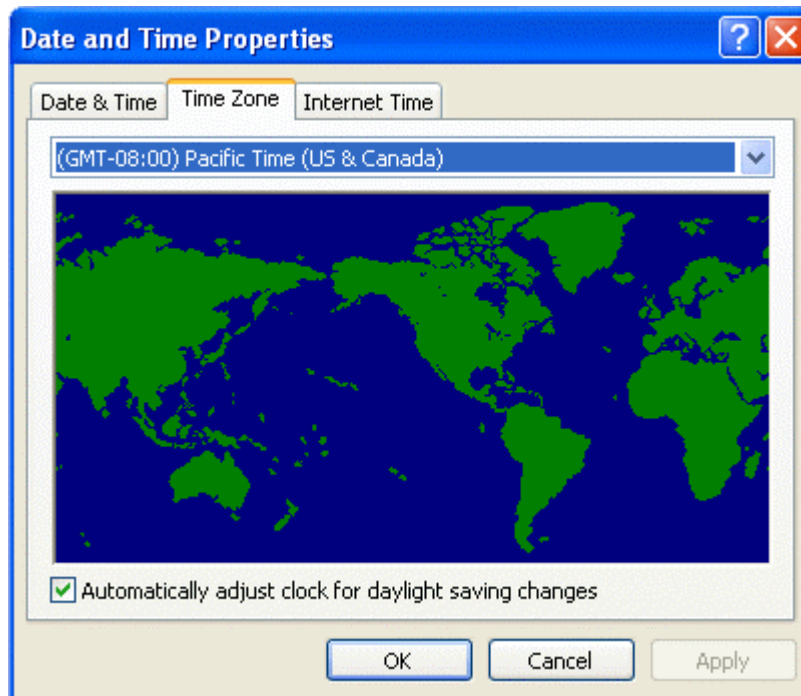 Date and Time Properties
Date & Time
Time Zone
Internet Time
(GMT-08:00) Pacific Time (US & Canada)
Automatically adjust clock for daylight saving changes
OK
Cancel
Apply